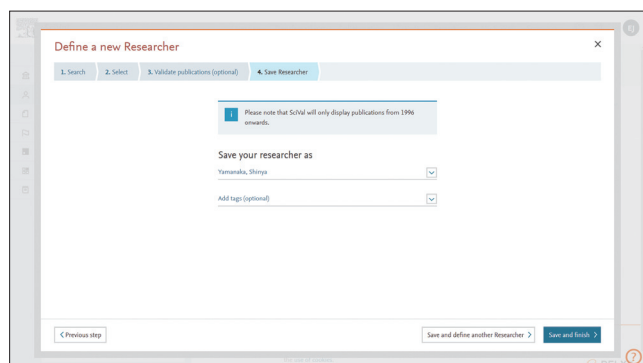 Define a new Researcher
1. Search 2. Select 3. Validate publications (optional) 4. Save Researcher
i Please note that SciVal will only display publications from 1996
onwards.
Save your researcher as
Yamanaka, Shinya
Add tags (optional)
Previous step Save and define another Researcher Save and finish
?